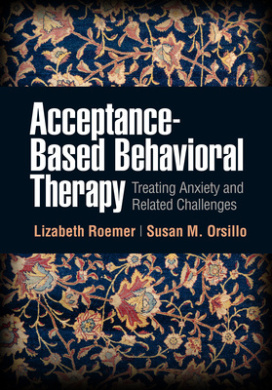 Acceptance-
Based Behavioral
Therapy
Treating Anxiety and
Related Challenges
Lizabeth Roemer | Susan M. Orsillo